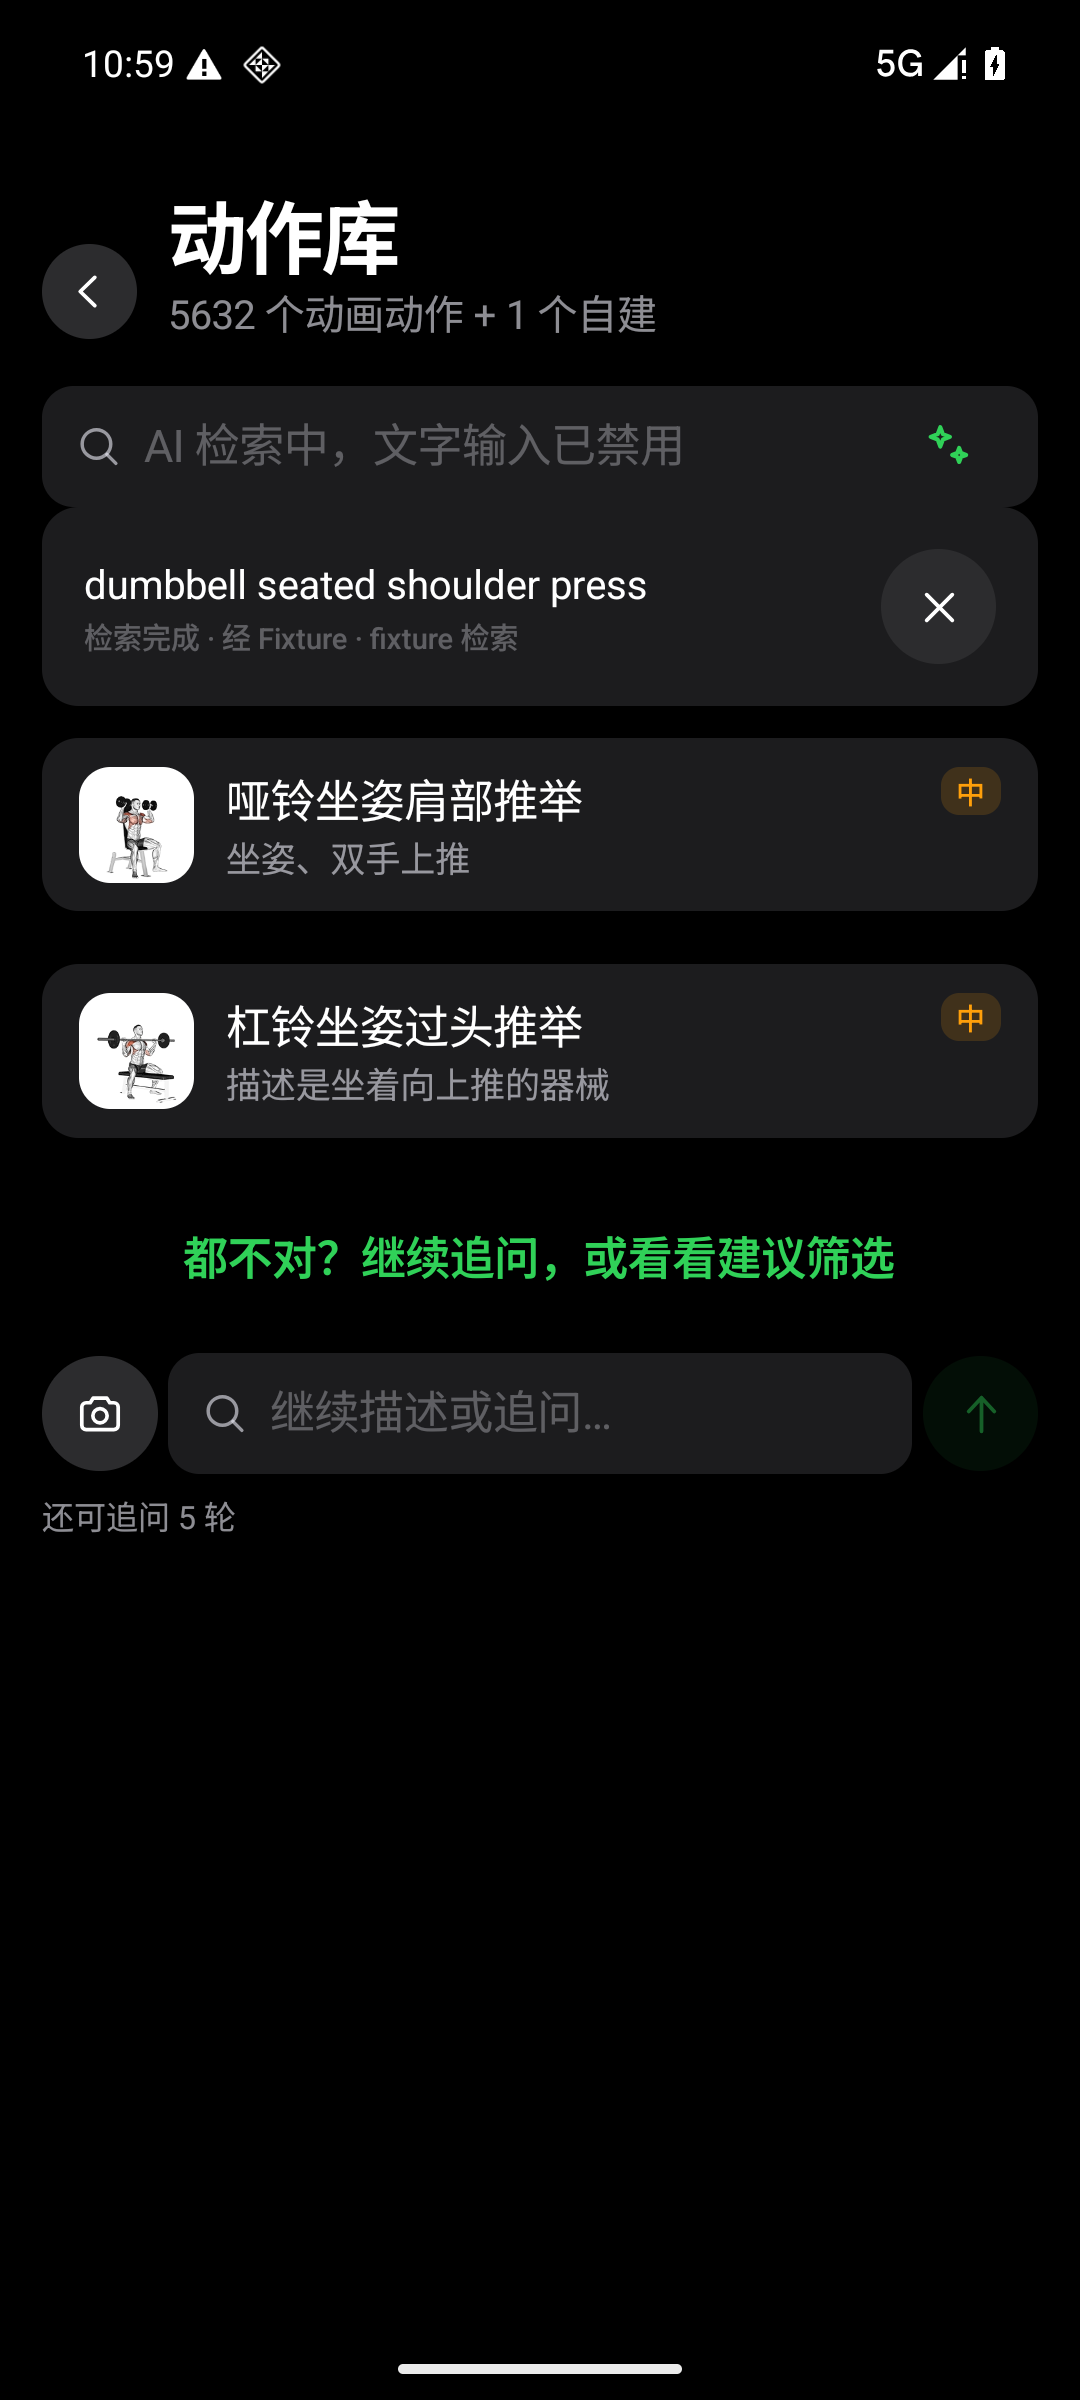 10:59
5G
动作库
5632 个动画动作 + 1 个自建
AI 检索中，文字输入已禁用
dumbbell seated shoulder press
检索完成 · 经 Fixture · fixture 检索
哑铃坐姿肩部推举
中
坐姿、双手上推
杠铃坐姿过头推举
中
描述是坐着向上推的器械
都不对？继续追问，或看看建议筛选
继续描述或追问...
还可追问 5 轮